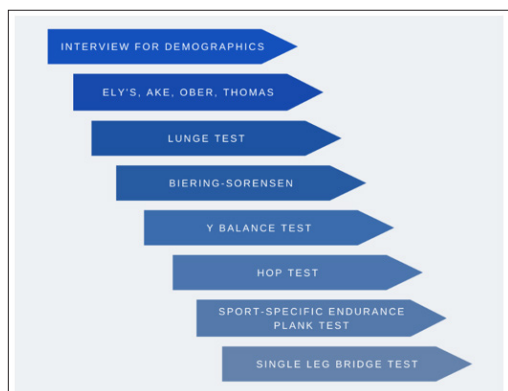 INTERVIEW FOR DEMOGRAPHICS
ELY'S, AKE, OBER, THOMAS
LUNGE TEST
BIERING-SORENSEN
Y BALANCE TEST
HOP TEST
SPORT-SPECIFIC ENDURANCE
PLANK TEST
SINGLE LEG BRIDGE TEST